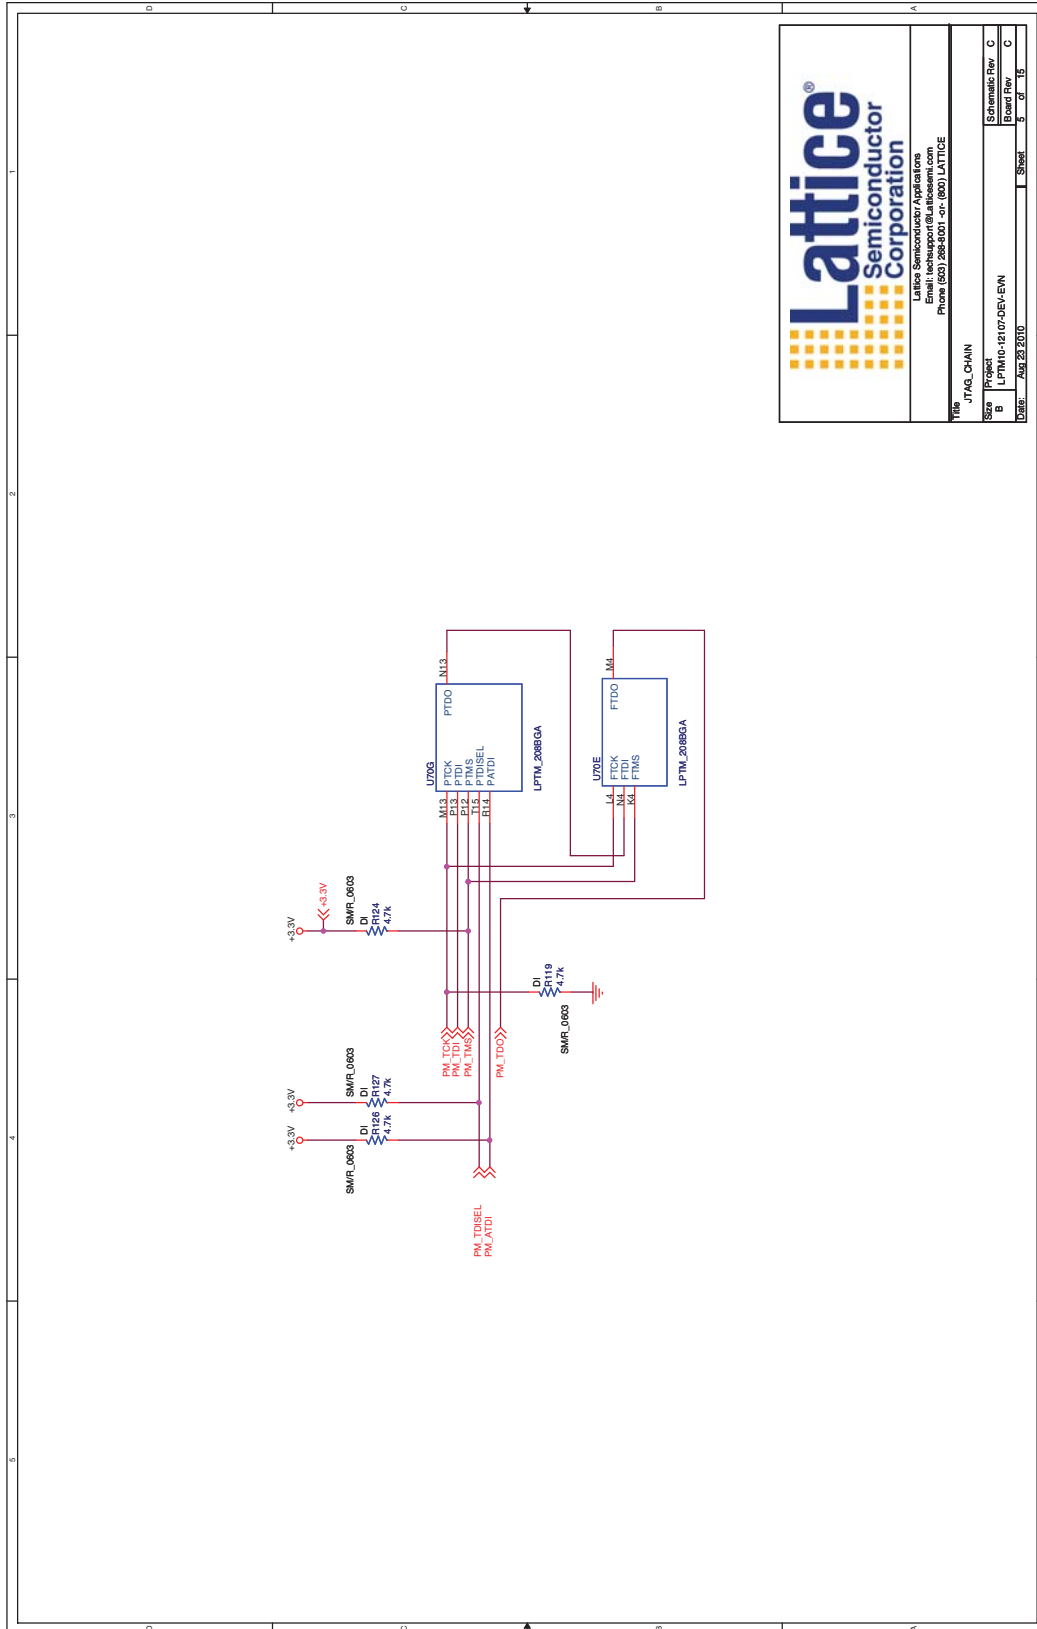 5
4
3
2
1
D
C
B
A
D
C
B
A
+3.3V
+3.3V
+3.3V
+3.3V
SM/R_0603
DI
R126
4.7k
SM/R_0603
DI
R127
4.7k
SM/R_0603
DI
R124
4.7k
SM/R_0603
DI
R119
4.7k
PM_TCK
PM_TDI
PM_TMS
PM_TDISEL
PM_ATDI
PM_TDO
U70G
M13 PTCK
P13 PTDI
P12 PTMS
T15 PTDISEL
R14 PATDI
PTDO N13
LPTM_208BGA
U70E
L4 FTCK
N4 FTDI
K4 FTMS
FTDO M4
LPTM_208BGA
Lattice®
Semiconductor
Corporation
Lattice Semiconductor Applications
Email: techsupport@Latticesemi.com
Phone (503) 268-8001 -or- (800) LATTICE
Title
JTAG_CHAIN
Size Project Schematic Rev C
B LPTM10-12107-DEV-EVN Board Rev C
Date: Aug 23 2010 Sheet 5 of 15